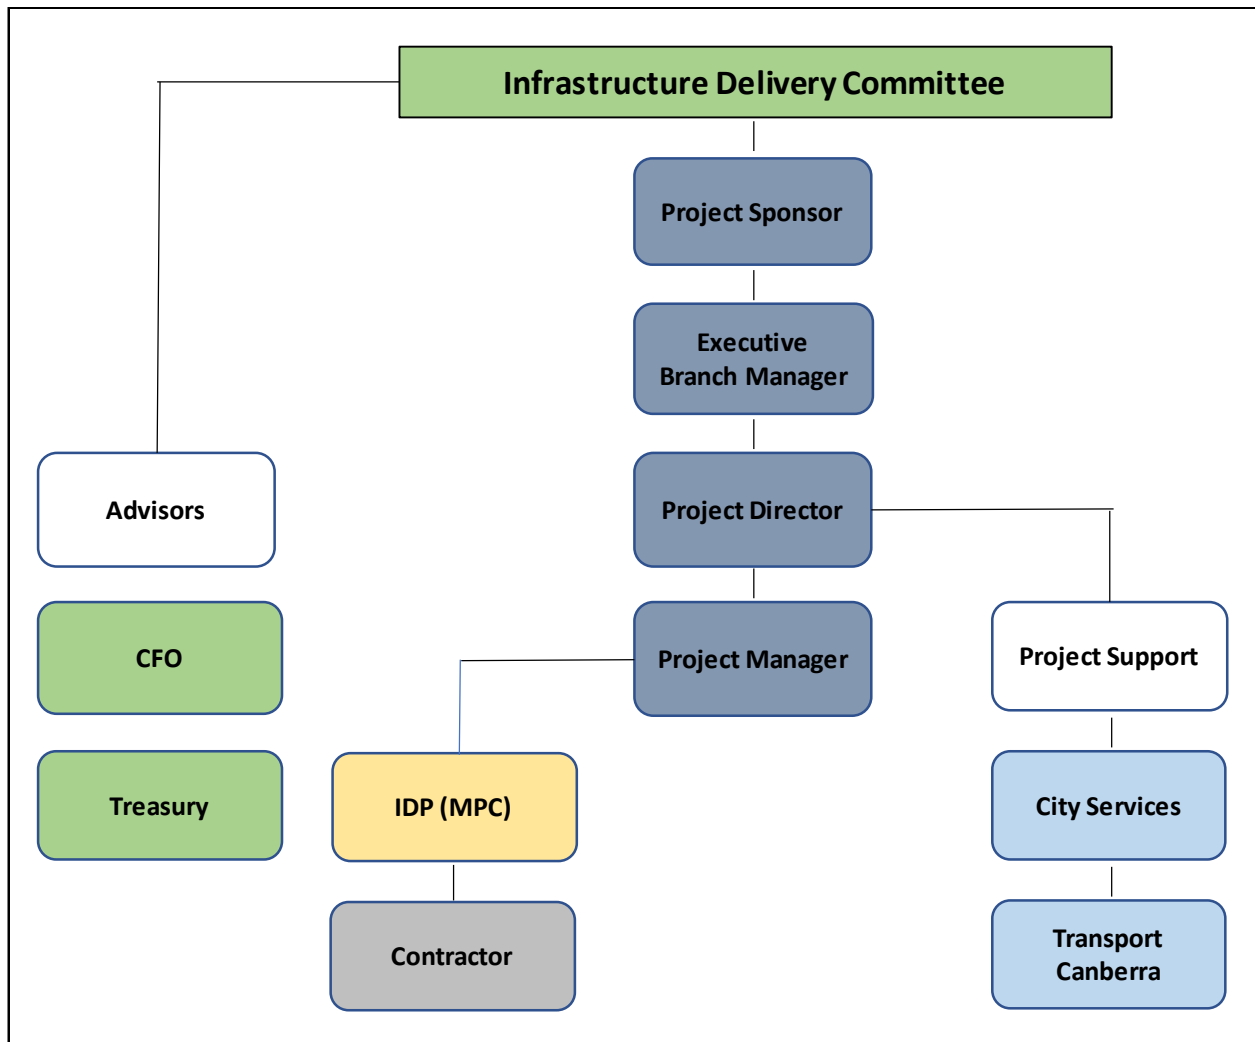 Infrastructure Delivery Committee
Project Sponsor
Executive
Branch Manager
Advisors
Project Director
CFO
Project Manager
Project Support
Treasury
IDP (MPC)
City Services
Contractor
Transport
Canberra